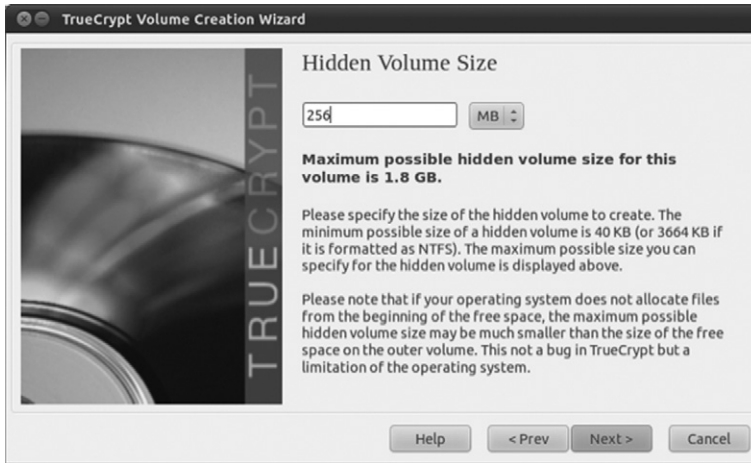 TrueCrypt Volume Creation Wizard
TRUECRYPT
Hidden Volume Size
256
MB
Maximum possible hidden volume size for this
volume is 1.8 GB.
Please specify the size of the hidden volume to create. The
minimum possible size of a hidden volume is 40 KB (or 3664 KB if
it is formatted as NTFS). The maximum possible size you can
specify for the hidden volume is displayed above.
Please note that if your operating system does not allocate files
from the beginning of the free space, the maximum possible
hidden volume size may be much smaller than the size of the free
space on the outer volume. This not a bug in TrueCrypt but a
limitation of the operating system.
Help
< Prev
Next >
Cancel